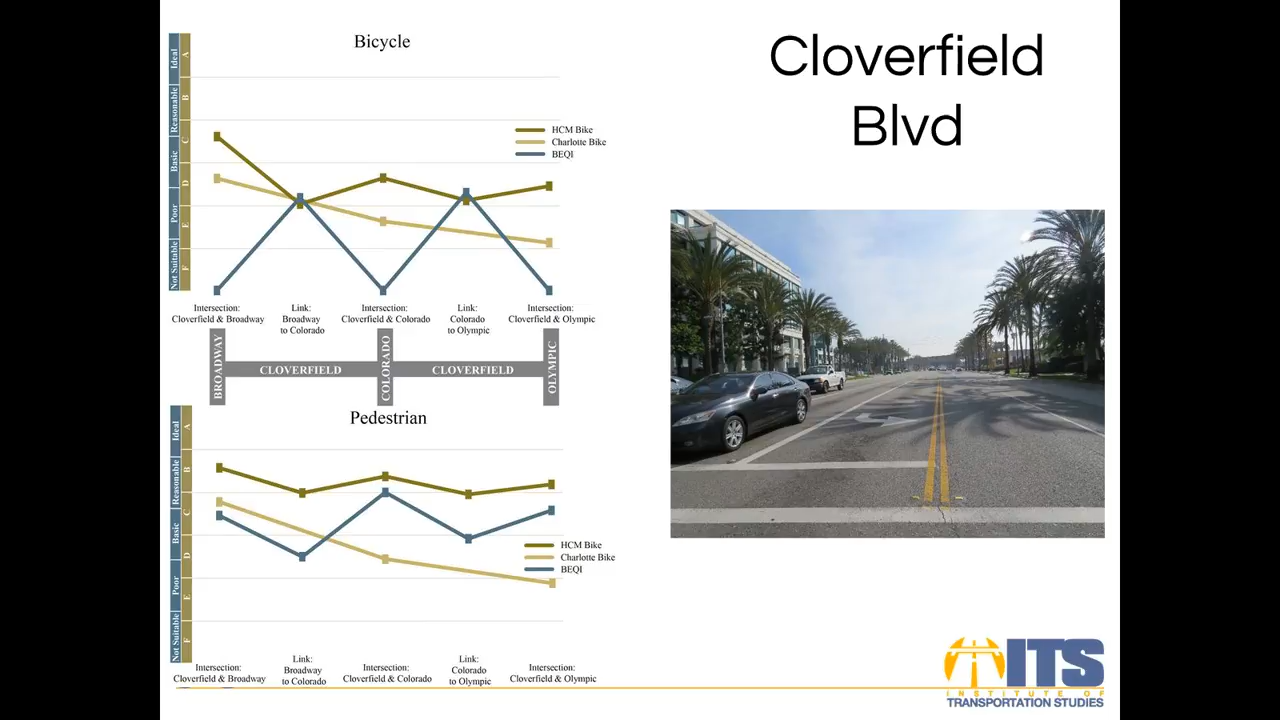 Cloverfield
Blvd
Bicycle
Ideal
Reasonable
Basic
Poor
Not Suitable
A
B
C
D
E
F
HCM Bike
Charlotte Bike
BEQI
Intersection:
Cloverfield & Broadway
Link:
Broadway
to Colorado
Intersection:
Cloverfield & Colorado
Link:
Colorado
to Olympic
Intersection:
Cloverfield & Olympic
BROADWAY
CLOVERFIELD
COLORADO
CLOVERFIELD
OLYMPIC
Pedestrian
Ideal
Reasonable
Basic
Poor
Not Suitable
A
B
C
D
E
F
HCM Bike
Charlotte Bike
BEQI
Intersection:
Cloverfield & Broadway
Link:
Broadway
to Colorado
Intersection:
Cloverfield & Colorado
Link:
Colorado
to Olympic
Intersection:
Cloverfield & Olympic
ITS
INSTITUTE OF
TRANSPORTATION STUDIES